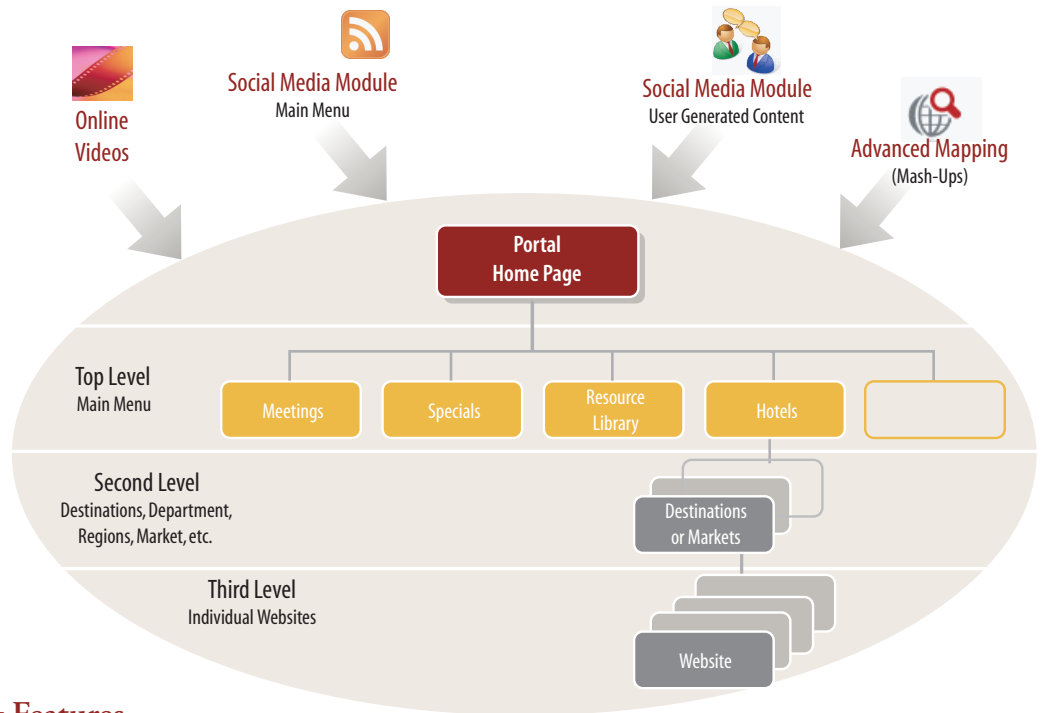 Online
Videos
Social Media Module
Main Menu
Social Media Module
User Generated Content
Advanced Mapping
(Mash-Ups)
Portal
Home Page
Top Level
Main Menu
Meetings
Specials
Resource
Library
Hotels
Second Level
Destinations, Department,
Regions, Market, etc.
Destinations
or Markets
Third Level
Individual Websites
Website
Features